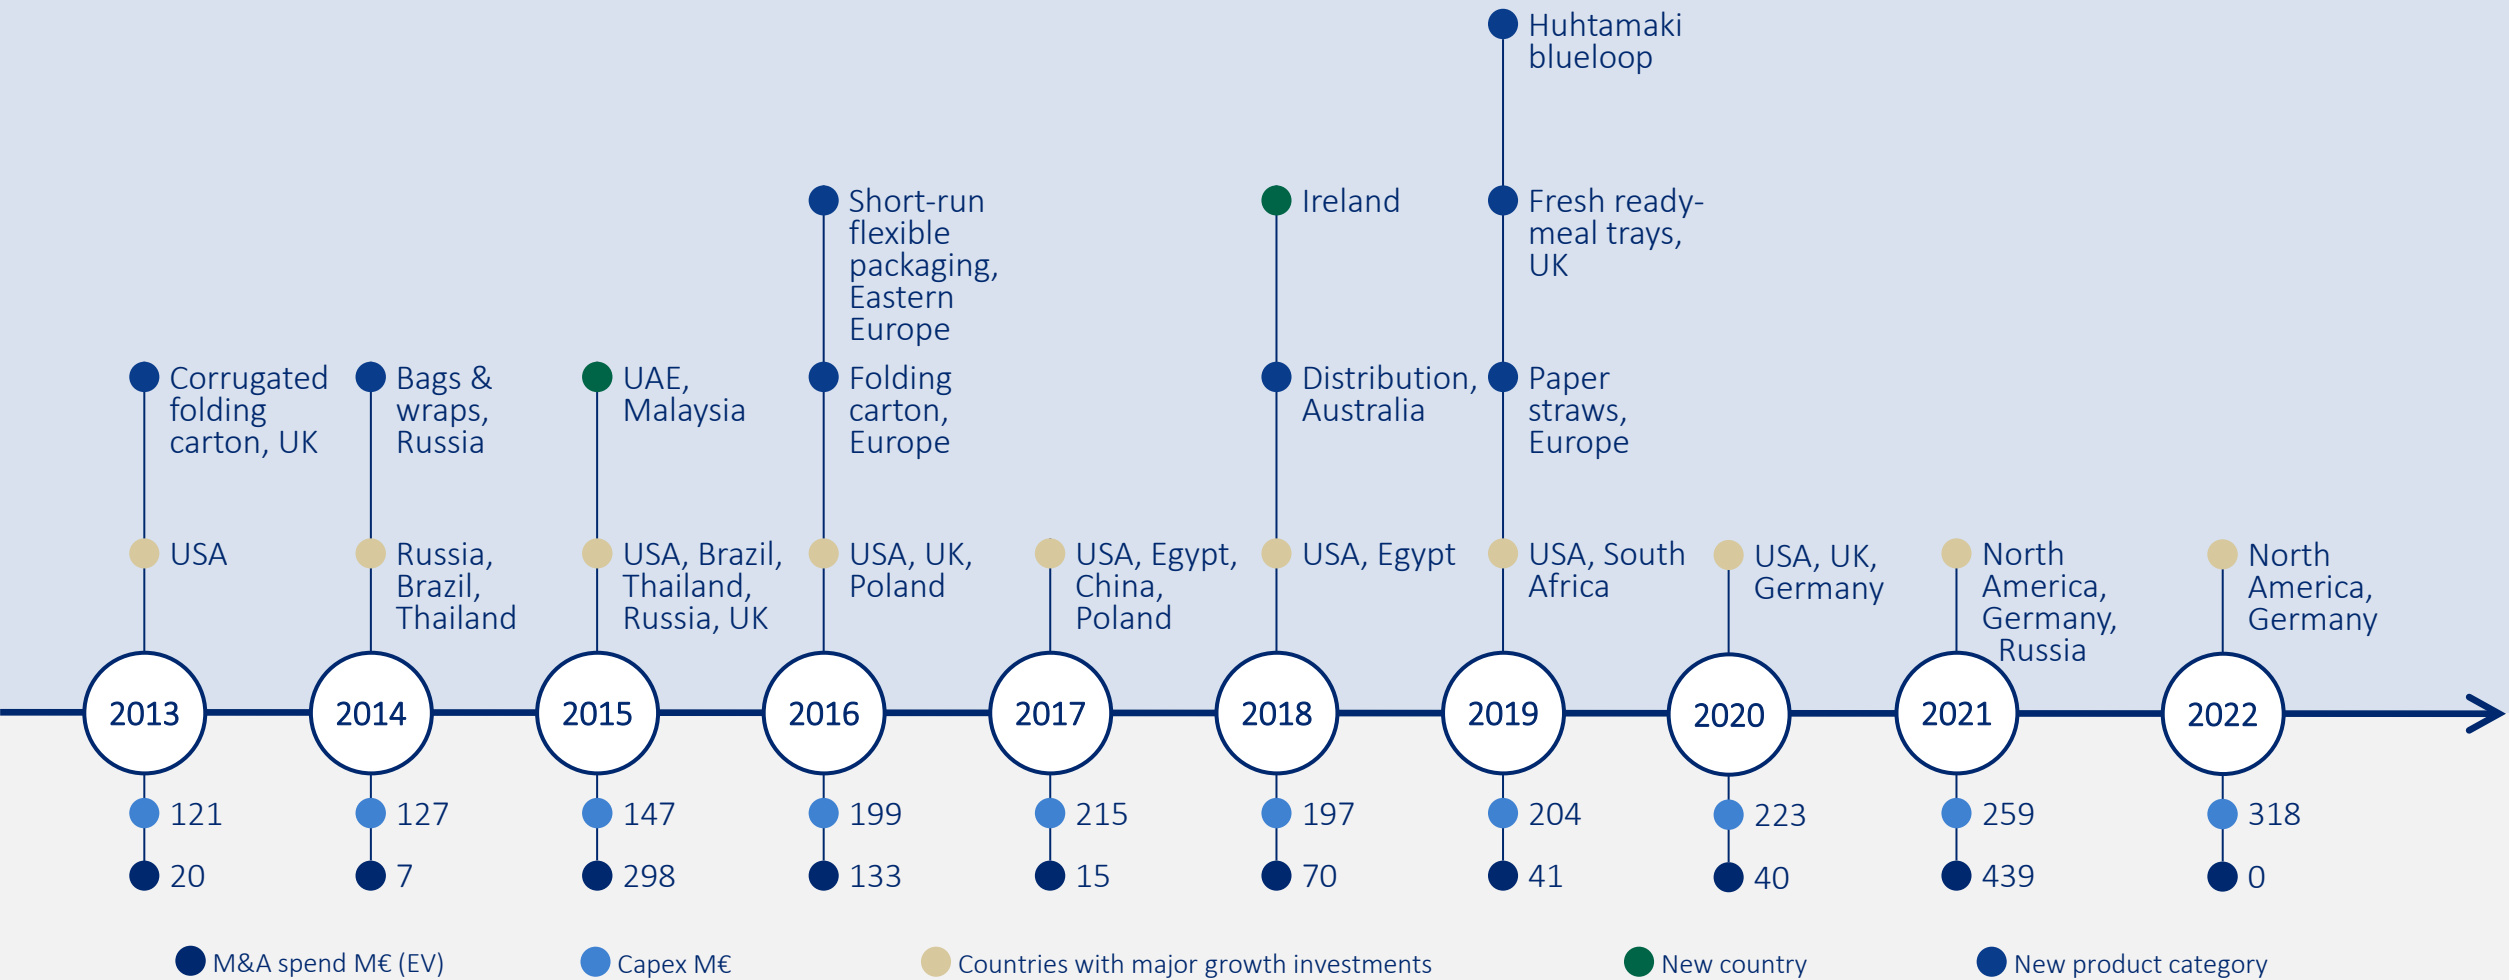 Huhtamaki
blueloop
Short-run
flexible
packaging,
Eastern
Europe
Ireland
Fresh ready-
meal trays,
UK
Corrugated
folding
carton, UK
Bags &
wraps,
Russia
UAE,
Malaysia
Folding
carton,
Europe
Distribution,
Australia
Paper
straws,
Europe
USA
Russia,
Brazil,
Thailand
USA, Brazil,
Thailand,
Russia, UK
USA, UK,
Poland
USA, Egypt,
China,
Poland
USA, Egypt
USA, South
Africa
USA, UK,
Germany
North
America,
Germany,
Russia
North
America,
Germany
2013
2014
2015
2016
2017
2018
2019
2020
2021
2022
121
127
147
199
215
197
204
223
259
318
20
7
298
133
15
70
41
40
439
0
M&A spend M€ (EV)
Capex M€
Countries with major growth investments
New country
New product category